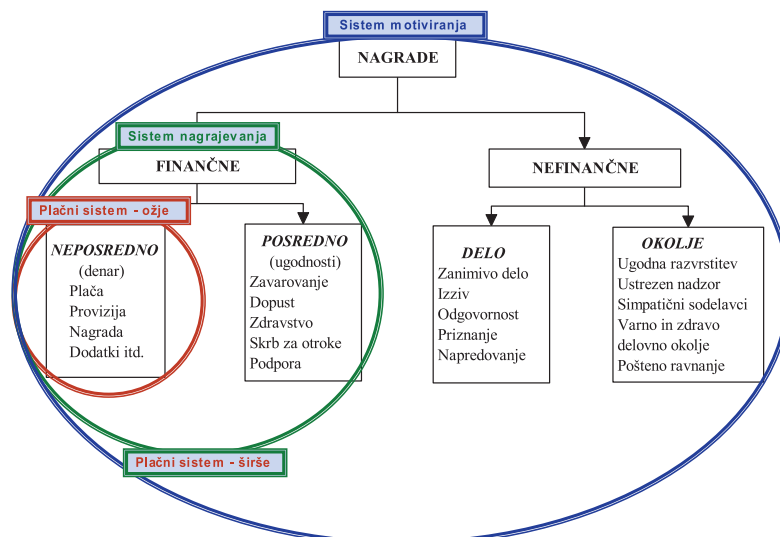 Sistem motiviranja
NAGRADE
Sistem nagrajevanja
FINANČNE
NEFINANČNE
Plačni sistem - ožje
NEPOSREDNO
(denar)
Plača
Provizija
Nagrada
Dodatki itd.
POSREDNO
(ugodnosti)
Zavarovanje
Dopust
Zdravstvo
Skrb za otroke
Podpora
DELO
Zanimivo delo
Izziv
Odgovornost
Priznanje
Napredovanje
OKOLJE
Ugodna razvrstitev
Ustrezen nadzor
Simpatični sodelavci
Varno in zdravo
delovno okolje
Pošteno ravnanje
Plačni sistem - širše